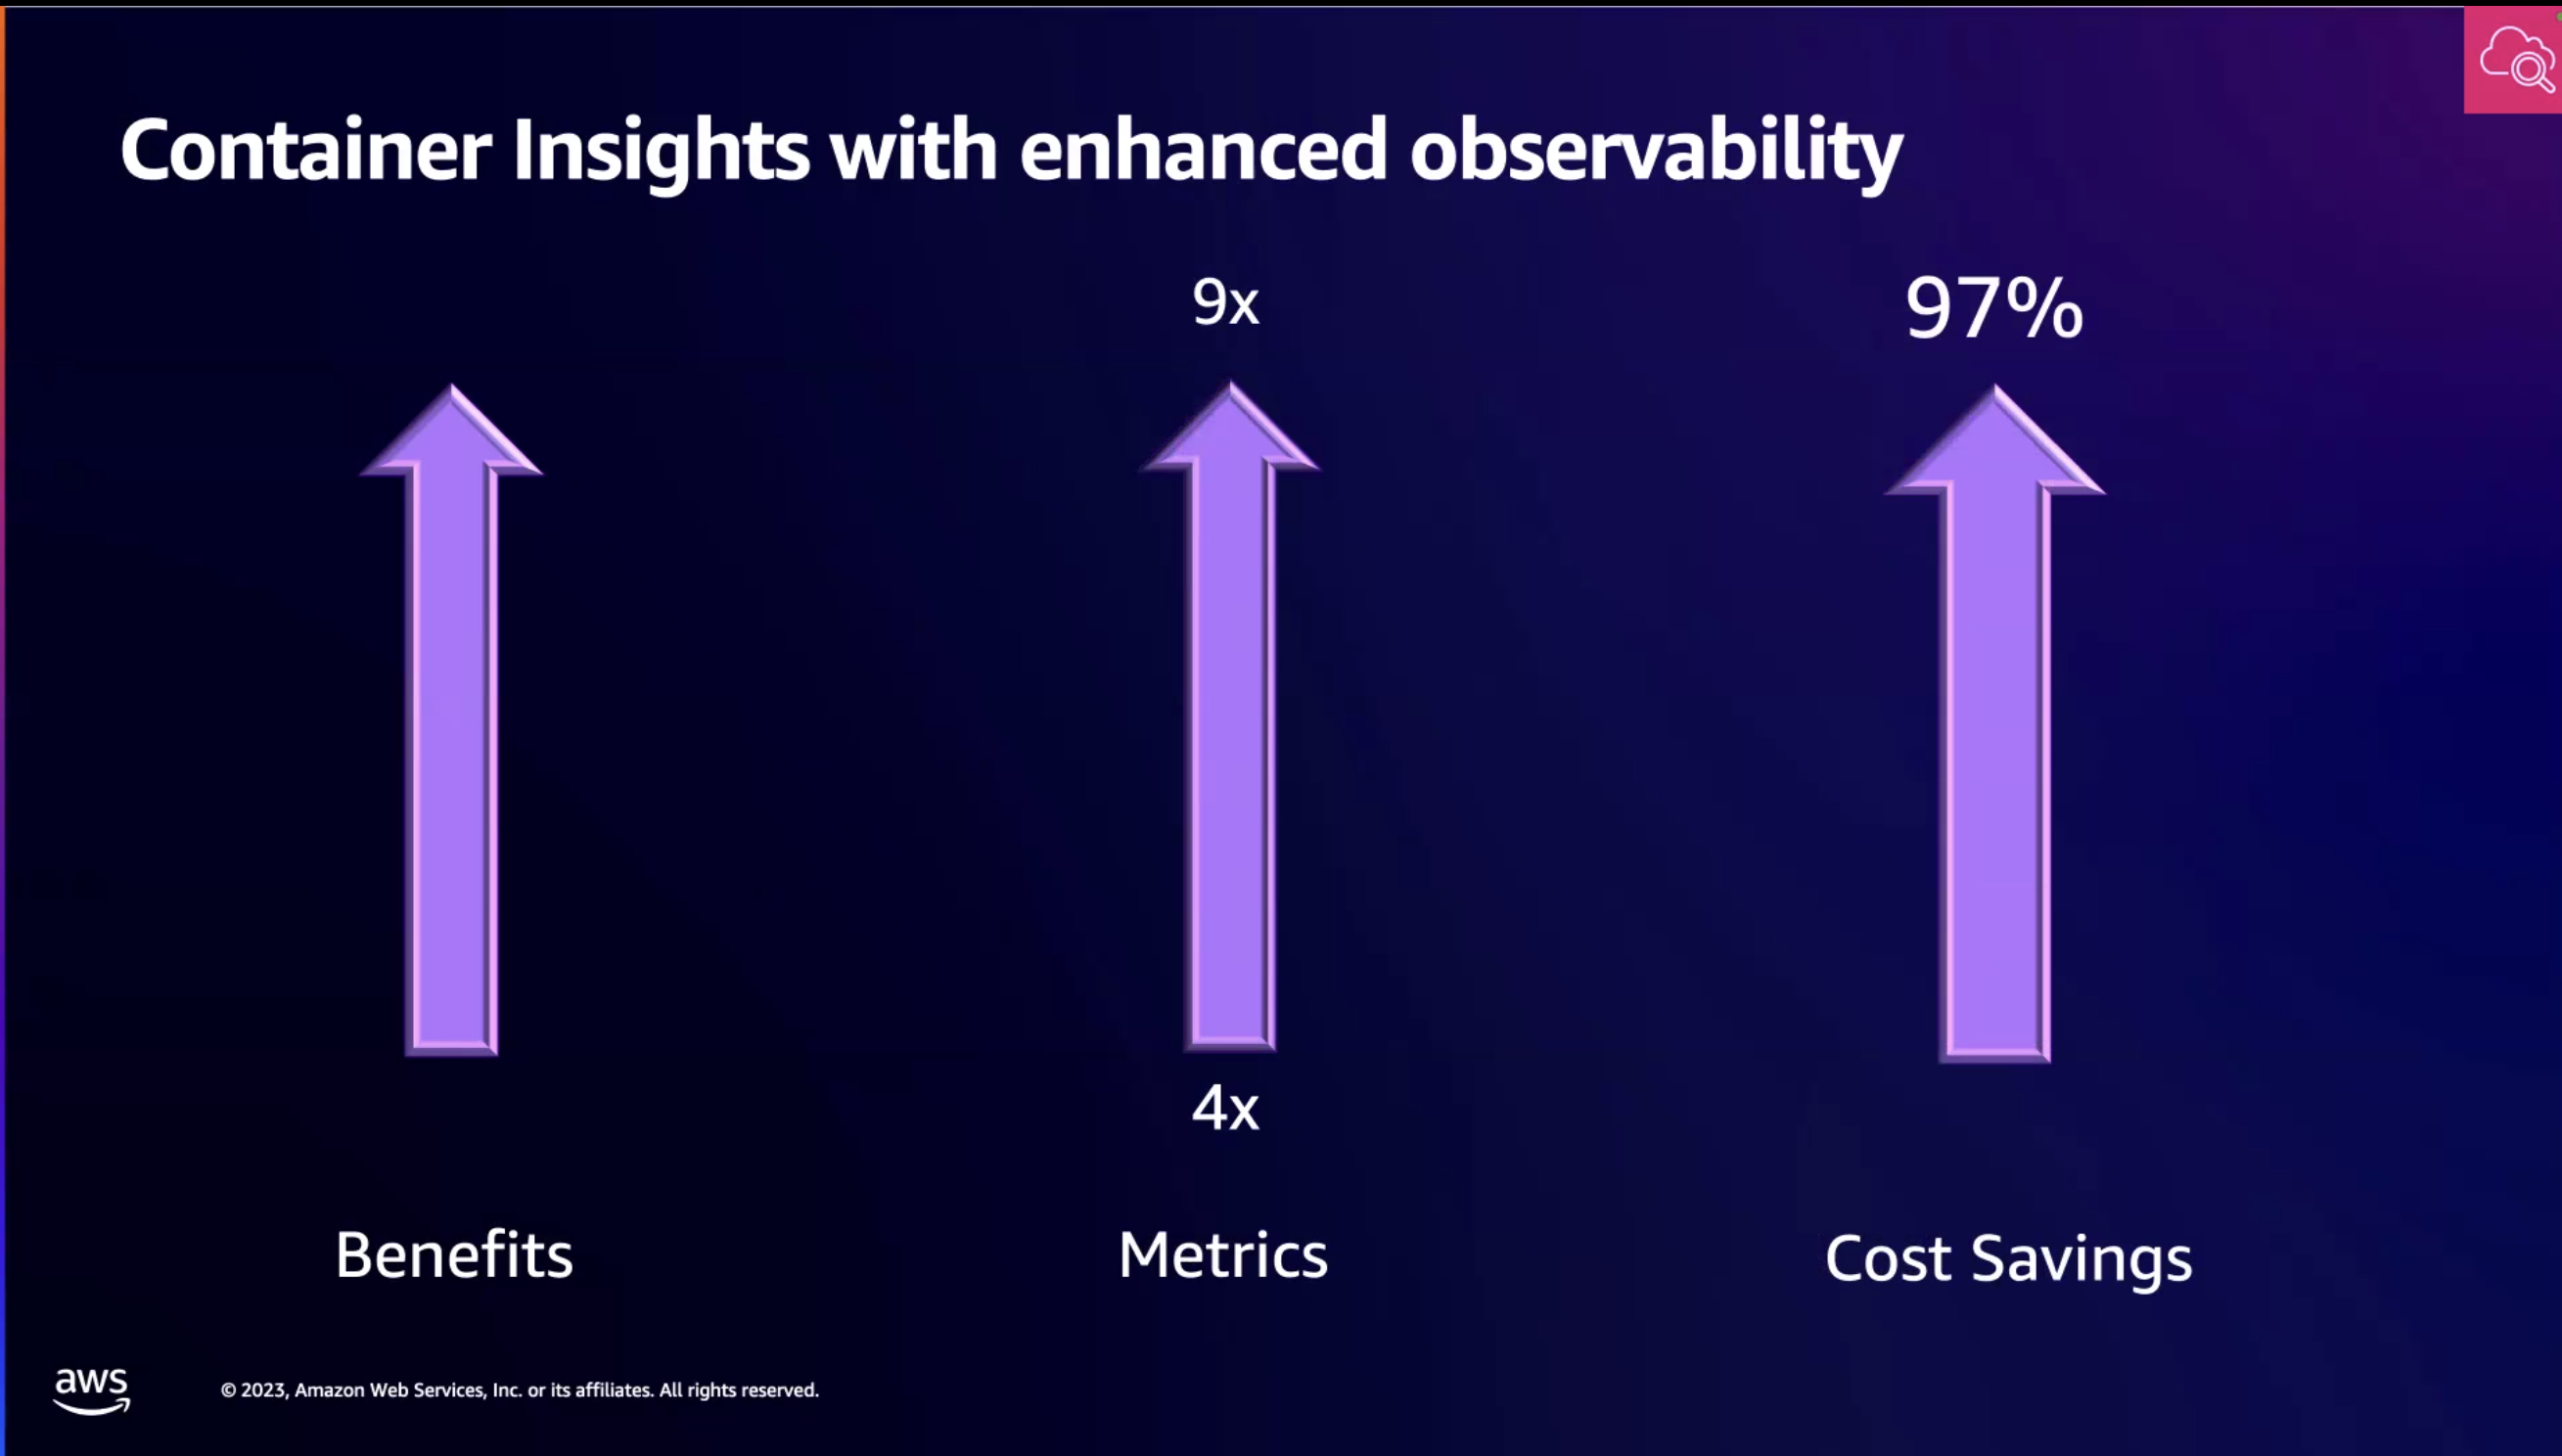 Container Insights with enhanced observability
9x
97%
4x
Benefits
Metrics
Cost Savings
aws
© 2023, Amazon Web Services, Inc. or its affiliates. All rights reserved.